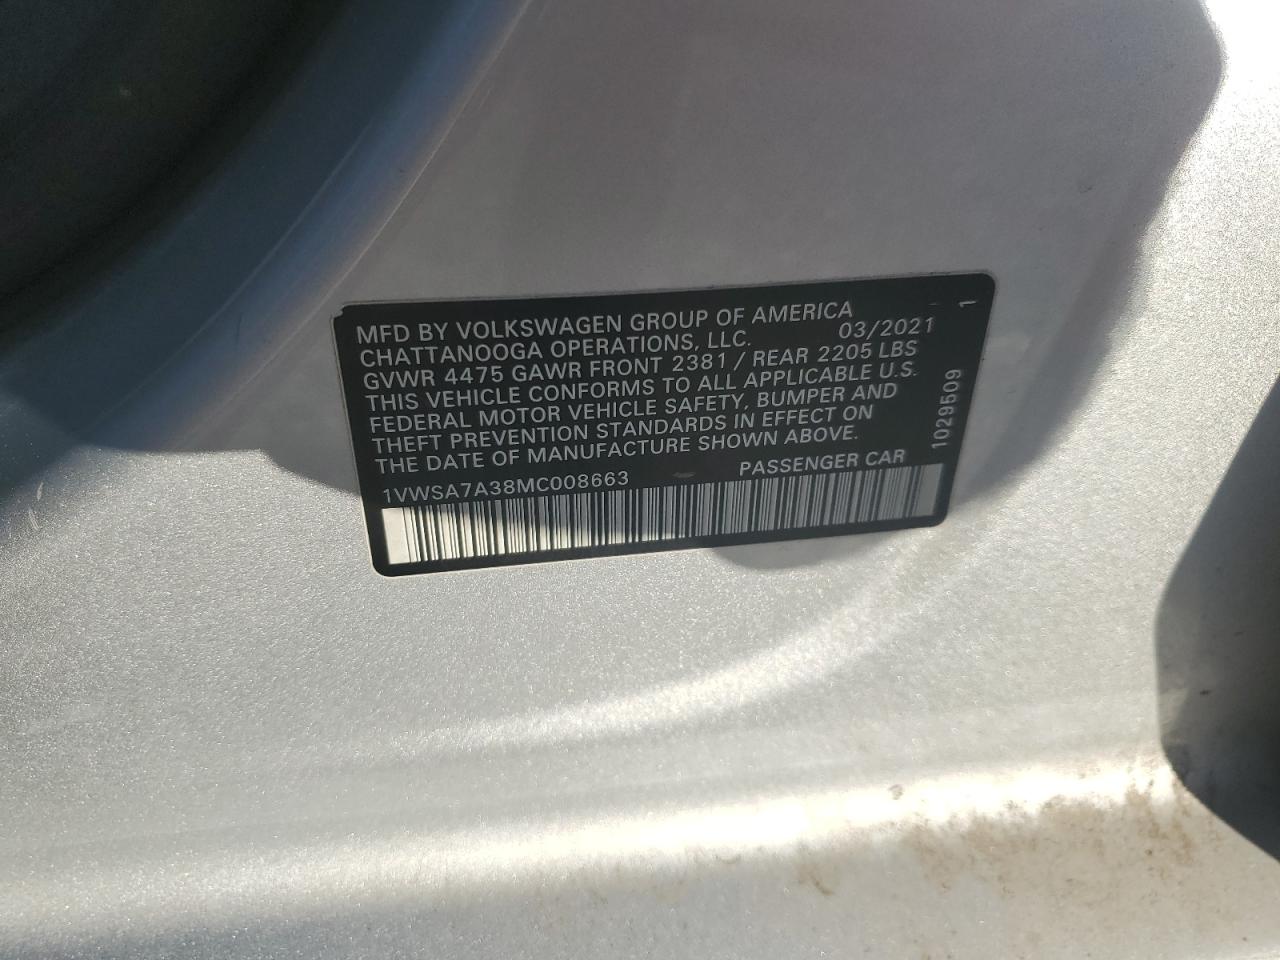 MFD BY VOLKSWAGEN GROUP OF AMERICA
CHATTANOOGA OPERATIONS, LLC. 03/2021
GVWR 4475 GAWR FRONT 2381 / REAR 2205 LBS
THIS VEHICLE CONFORMS TO ALL APPLICABLE U.S.
FEDERAL MOTOR VEHICLE SAFETY, BUMPER AND
THEFT PREVENTION STANDARDS IN EFFECT ON
THE DATE OF MANUFACTURE SHOWN ABOVE.
1VWSA7A38MC008663 PASSENGER CAR
1029509 1